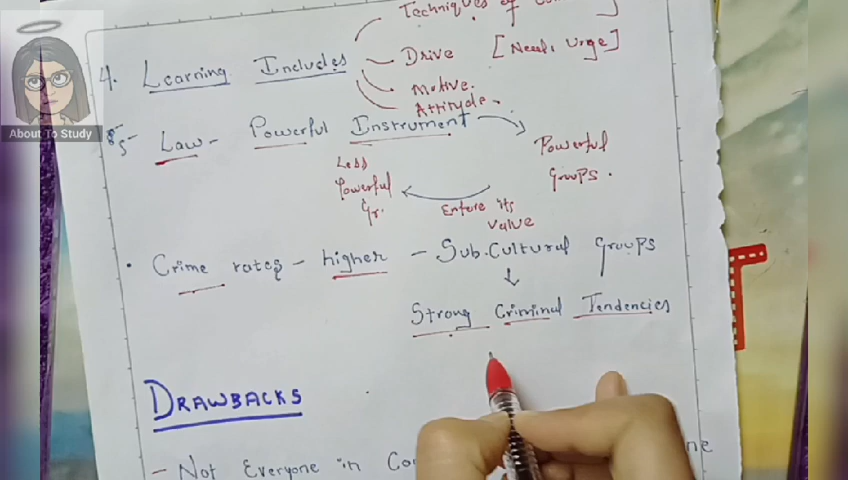 Techniques of
4. Learning Includes
Drive [Need, Urge]
Motive.
Attitude.
About To Study
5 Law - Powerful Instrument
Powerful
Groups.
Less
Powerful
Gr.
Enforce its
value
• Crime rates - higher - Sub.Cultural Groups
↓
Strong Criminal Tendencies
DRAWBACKS
- Not Everyone in